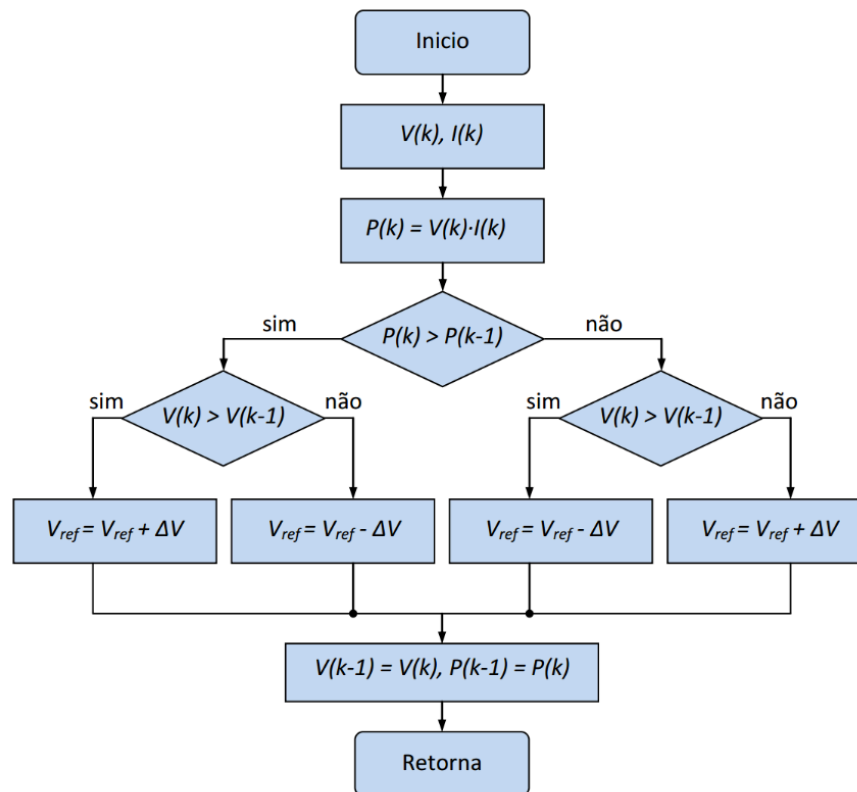 Inicio
V(k), I(k)
P(k) = V(k)·I(k)
sim
P(k) > P(k-1)
não
sim
V(k) > V(k-1)
não
sim
V(k) > V(k-1)
não
Vref = Vref + ΔV
Vref = Vref - ΔV
Vref = Vref - ΔV
Vref = Vref + ΔV
V(k-1) = V(k), P(k-1) = P(k)
Retorna